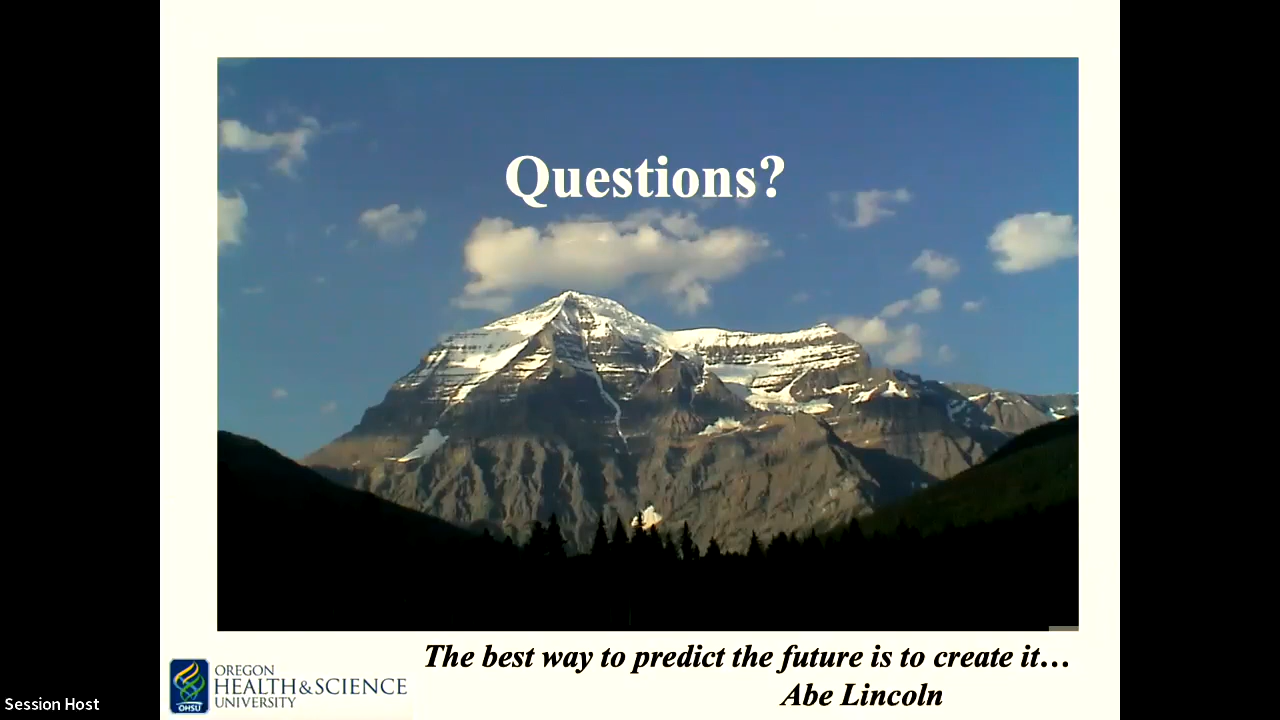 Questions?
The best way to predict the future is to create it...
Abe Lincoln
OREGON
HEALTH&SCIENCE
UNIVERSITY
OHSU
Session Host